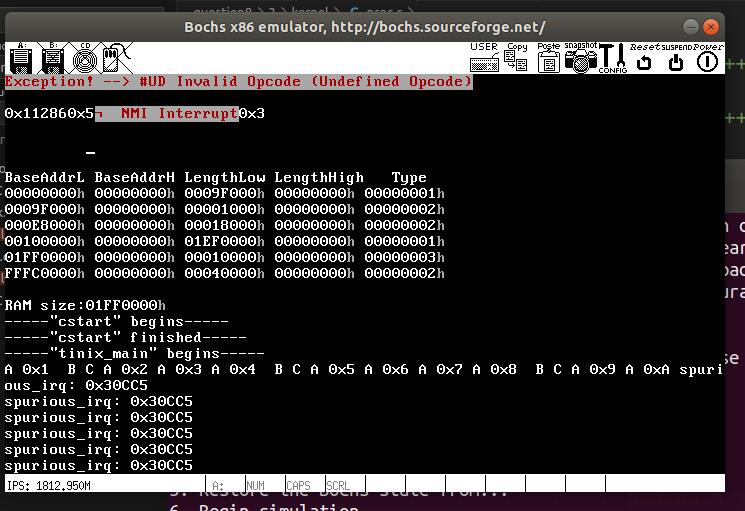 question8
Bochs x86 emulator, http://bochs.sourceforge.net/
A: B: CD USER Copy Paste snapshot CONFIG Reset SUSPEND Power
Exception! --> #UD Invalid Opcode (Undefined Opcode)
0x112860x5¬ NMI Interrupt0x3
_
BaseAddrL BaseAddrH LengthLow LengthHigh Type
00000000h 00000000h 0009F000h 00000000h 00000001h
0009F000h 00000000h 00001000h 00000000h 00000002h
000E8000h 00000000h 00018000h 00000000h 00000002h
00100000h 00000000h 01EF0000h 00000000h 00000001h
01FF0000h 00000000h 00010000h 00000000h 00000003h
FFFC0000h 00000000h 00040000h 00000000h 00000002h
RAM size:01FF0000h
-----"cstart" begins-----
-----"cstart" finished-----
-----"tinix_main" begins-----
A 0x1 B C A 0x2 A 0x3 A 0x4 B C A 0x5 A 0x6 A 0x7 A 0x8 B C A 0x9 A 0xA spuri
ous_irq: 0x30CC5
spurious_irq: 0x30CC5
spurious_irq: 0x30CC5
spurious_irq: 0x30CC5
spurious_irq: 0x30CC5
spurious_irq: 0x30CC5
IPS: 1812.950M A: NUM CAPS SCRL
5. Restore the Bochs state from...
6. Begin simulation